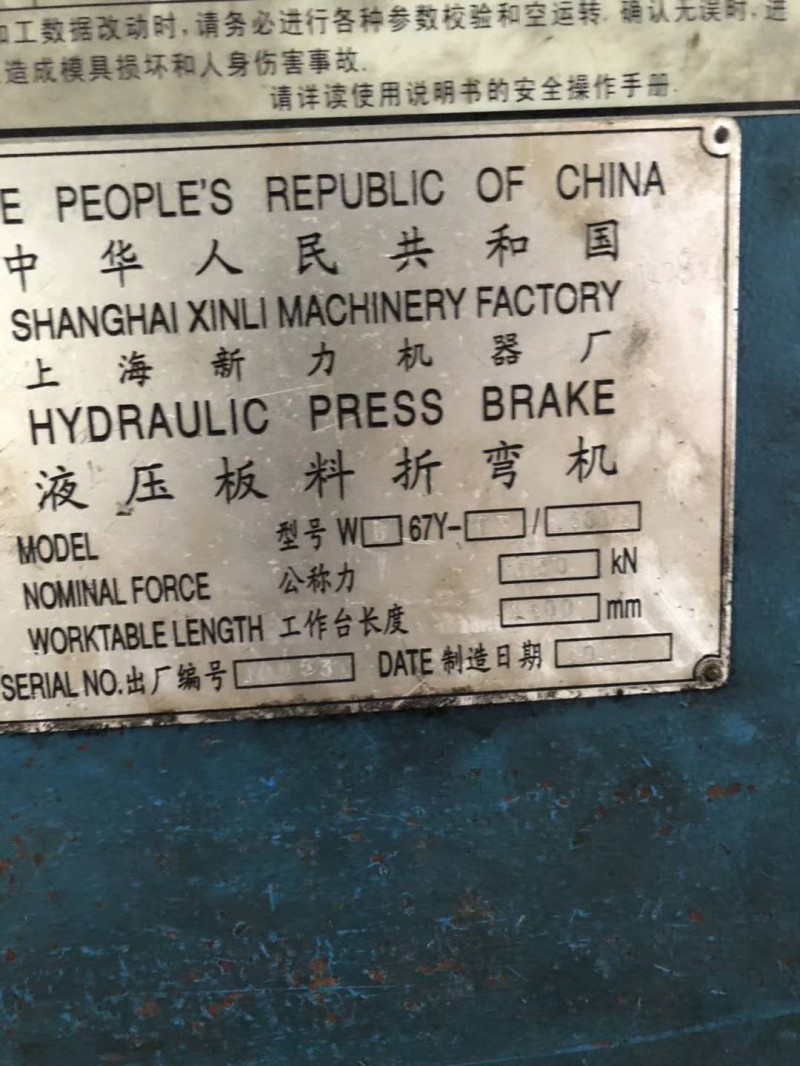 加工数据改动时,请务必进行各种参数校验和空运转.确认无误时.进
造成模具损坏和人身伤害事故.
请详读使用说明书的安全操作手册.
E PEOPLE'S REPUBLIC OF CHINA
中华人民共和国
SHANGHAI XINLI MACHINERY FACTORY
上海新力机器厂
HYDRAULIC PRESS BRAKE
液压板料折弯机
MODEL 型号 W 67Y- /
NOMINAL FORCE 公称力 kN
WORKTABLE LENGTH 工作台长度 mm
SERIAL NO.出厂编号 DATE 制造日期